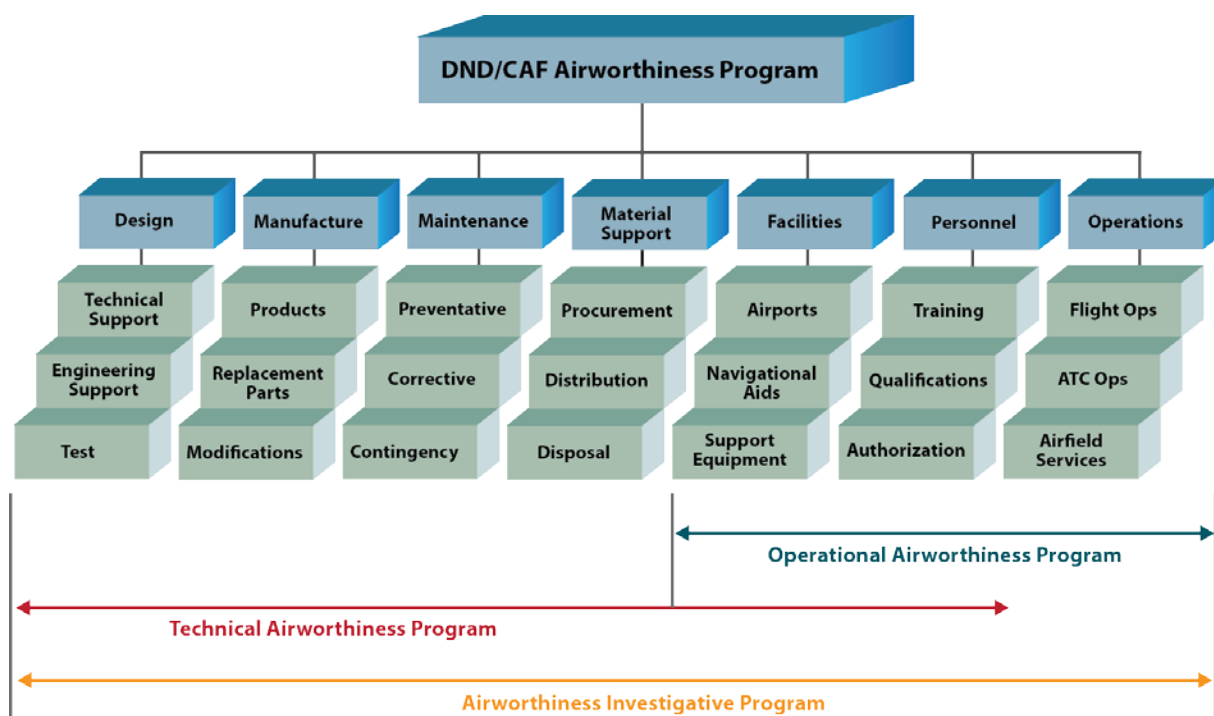 DND/CAF Airworthiness Program
Design
Manufacture
Maintenance
Material
Support
Facilities
Personnel
Operations
Technical
Support
Products
Preventative
Procurement
Airports
Training
Flight Ops
Engineering
Support
Replacement
Parts
Corrective
Distribution
Navigational
Aids
Qualifications
ATC Ops
Test
Modifications
Contingency
Disposal
Support
Equipment
Authorization
Airfield
Services
Operational Airworthiness Program
Technical Airworthiness Program
Airworthiness Investigative Program